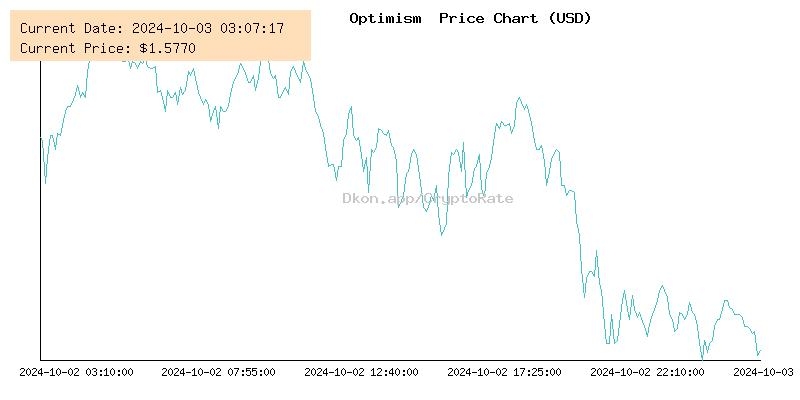 Optimism Price Chart (USD)
Current Date: 2024-10-03 03:07:17
Current Price: $1.5770
Dkon.app/CryptoRate
2024-10-02 03:10:00 2024-10-02 07:55:00 2024-10-02 12:40:00 2024-10-02 17:25:00 2024-10-02 22:10:00 2024-10-03